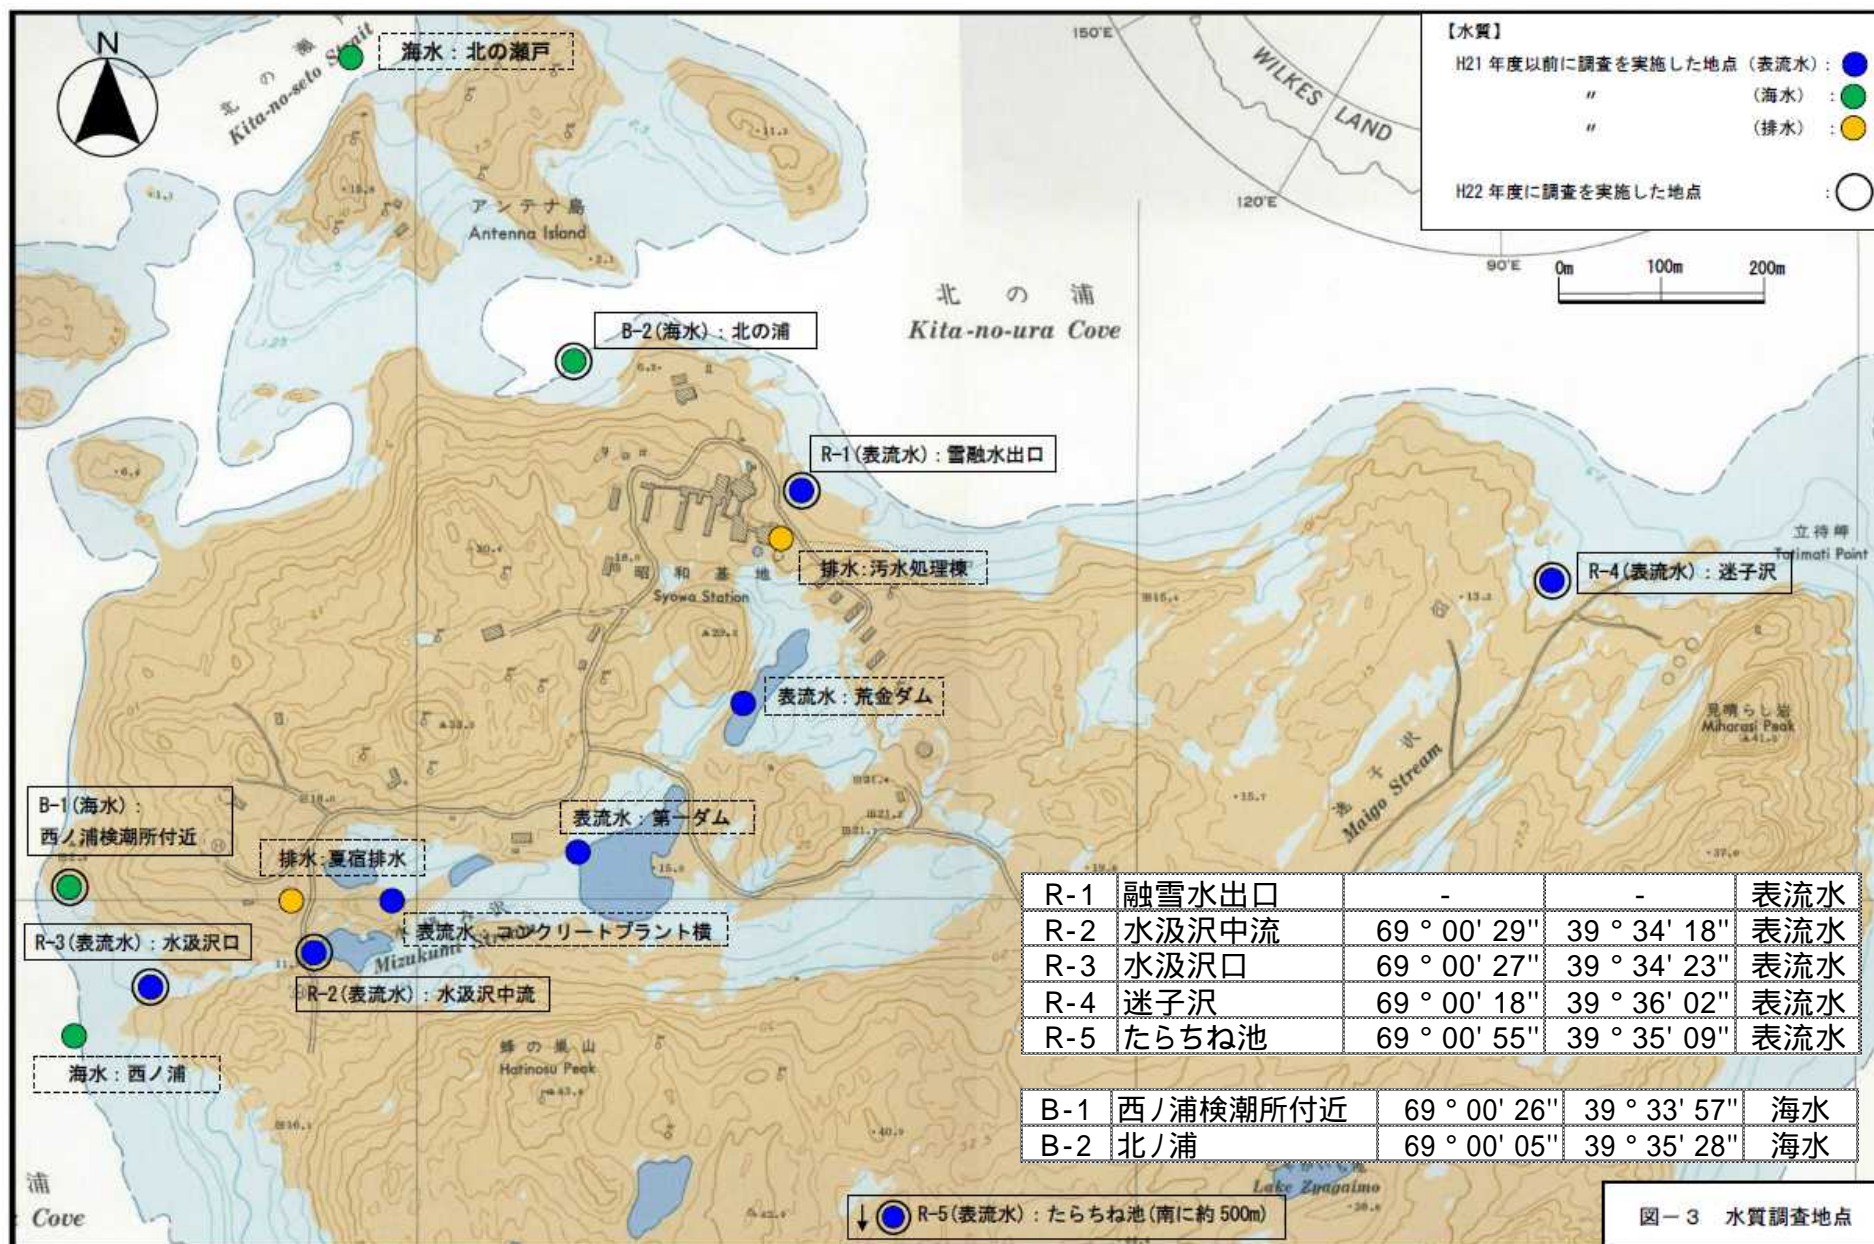 N
海水：北の瀬戸
北の瀬
Kita-no-seto Strait
150°E
WILKES LAND
120°E
90°E
【水質】
H21 年度以前に調査を実施した地点（表流水）：
〃 （海水）：
〃 （排水）：
H22 年度に調査を実施した地点 ：
0m 100m 200m
アンテナ島
Antenna Island
北の浦
Kita-no-ura Cove
B-2(海水)：北の浦
R-1(表流水)：雪融水出口
排水:汚水処理棟
昭和基地
Syowa Station
立待岬
Tatimati Point
R-4(表流水)：迷子沢
表流水：荒金ダム
見晴らし岩
Miharasi Peak
迷子沢
Maigo Stream
B-1(海水)：
西ノ浦検潮所付近
表流水：第一ダム
排水:夏宿排水
表流水：コンクリートプラント横
Mizukumi Stream
R-3(表流水)：水汲沢口
R-2(表流水)：水汲沢中流
海水：西ノ浦
蜂の巣山
Hatinosu Peak
R-1 融雪水出口 - - 表流水
R-2 水汲沢中流 69 ° 00' 29" 39 ° 34' 18" 表流水
R-3 水汲沢口 69 ° 00' 27" 39 ° 34' 23" 表流水
R-4 迷子沢 69 ° 00' 18" 39 ° 36' 02" 表流水
R-5 たらちね池 69 ° 00' 55" 39 ° 35' 09" 表流水
B-1 西ノ浦検潮所付近 69 ° 00' 26" 39 ° 33' 57" 海水
B-2 北ノ浦 69 ° 00' 05" 39 ° 35' 28" 海水
Lake Zyagaimo
浦
Cove
↓ R-5(表流水)：たらちね池(南に約 500m)
図－3 水質調査地点